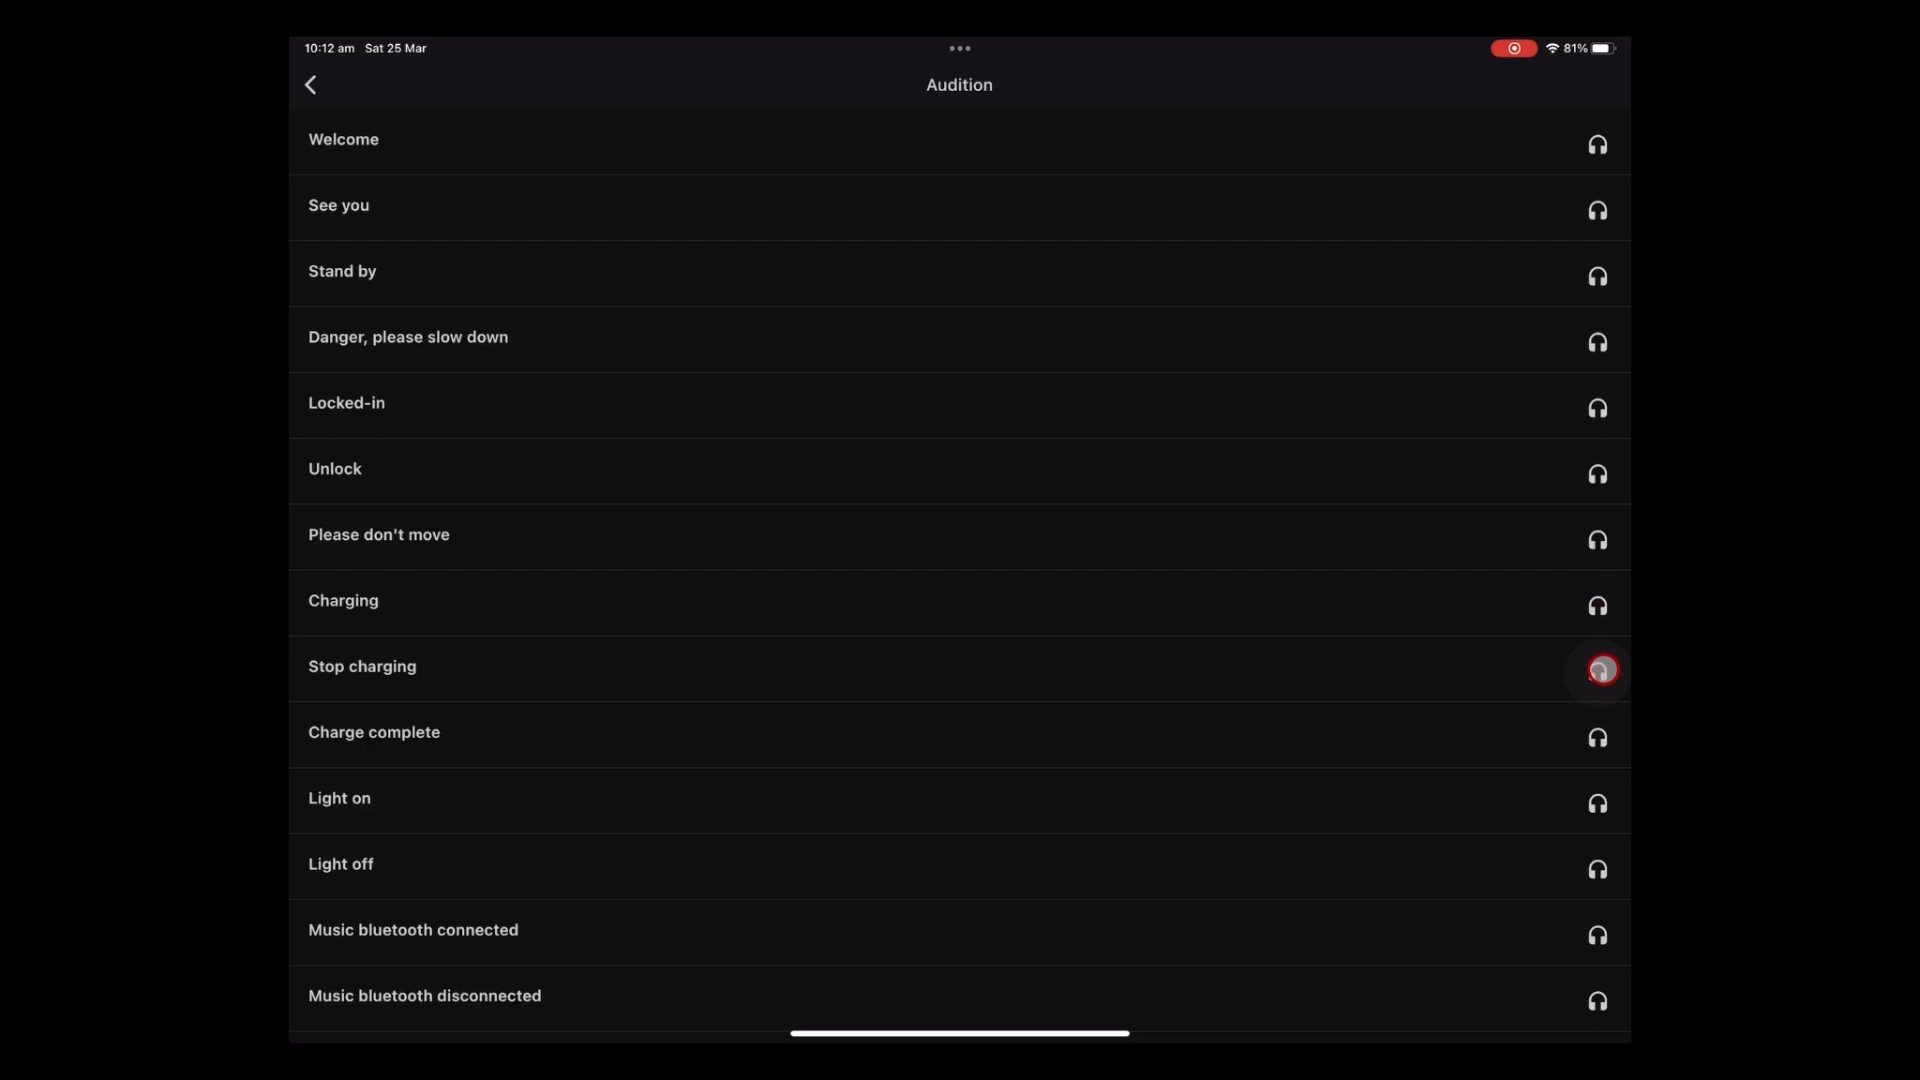 10:12 am Sat 25 Mar
81%
Audition
Welcome
See you
Stand by
Danger, please slow down
Locked-in
Unlock
Please don't move
Charging
Stop charging
Charge complete
Light on
Light off
Music bluetooth connected
Music bluetooth disconnected